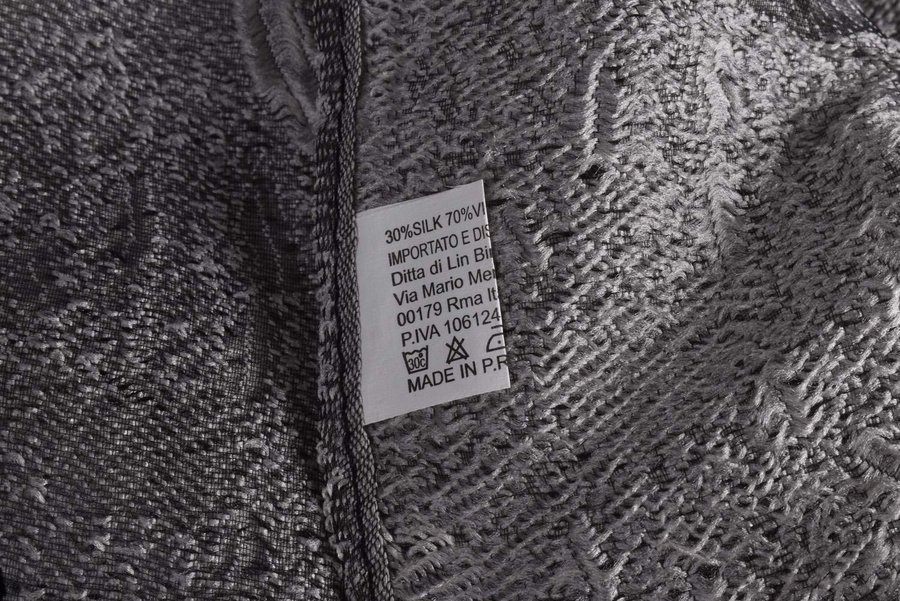 30%SILK 70%VI
IMPORTATO E DIS
Ditta di Lin Bi
Via Mario Me
00179 Rma It
P.IVA 106124
30C
MADE IN P.R